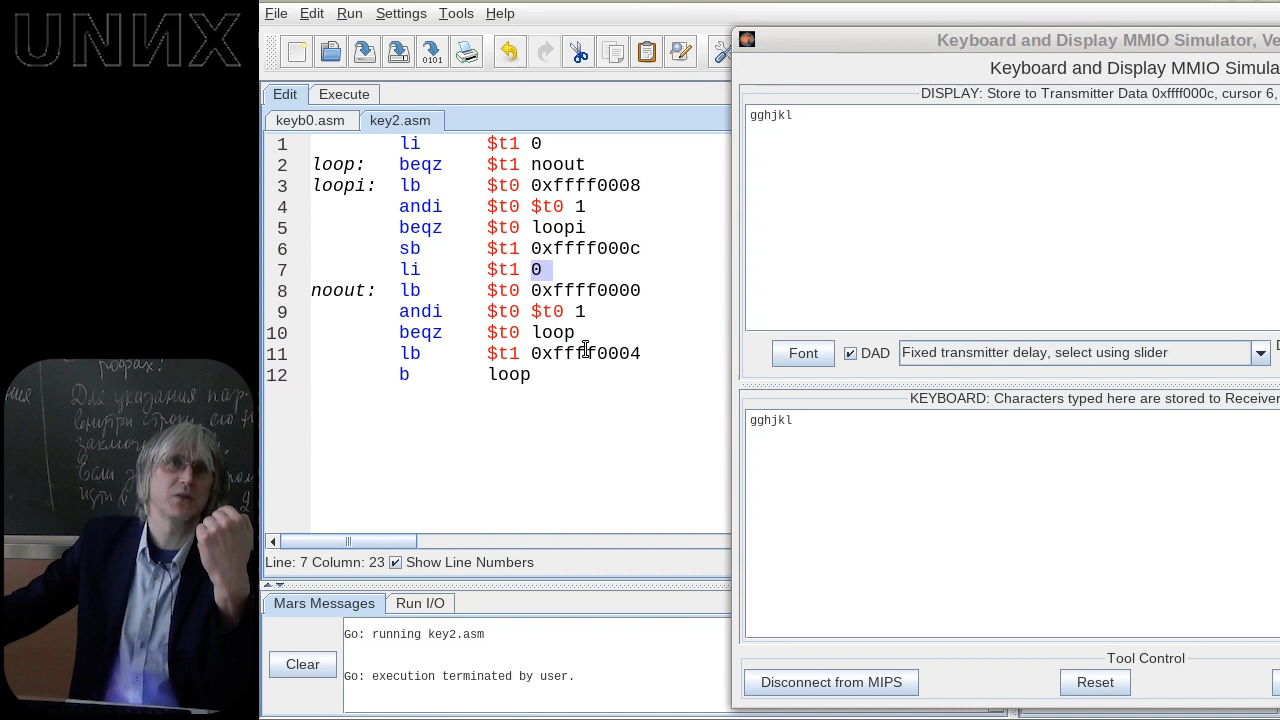 UNИX
File Edit Run Settings Tools Help
Edit Execute
keyb0.asm key2.asm
1 li $t1 0
2 loop: beqz $t1 noout
3 loopi: lb $t0 0xffff0008
4 andi $t0 $t0 1
5 beqz $t0 loopi
6 sb $t1 0xffff000c
7 li $t1 0
8 noout: lb $t0 0xffff0000
9 andi $t0 $t0 1
10 beqz $t0 loop
11 lb $t1 0xffff0004
12 b loop
Line: 7 Column: 23 Show Line Numbers
Mars Messages Run I/O
Clear
Go: running key2.asm
Go: execution terminated by user.
Keyboard and Display MMIO Simulator, Ve
Keyboard and Display MMIO Simula
DISPLAY: Store to Transmitter Data 0xffff000c, cursor 6,
gghjkl
Font DAD Fixed transmitter delay, select using slider D
KEYBOARD: Characters typed here are stored to Receiver
gghjkl
Tool Control
Disconnect from MIPS Reset
Для указания пар
внутри строки его